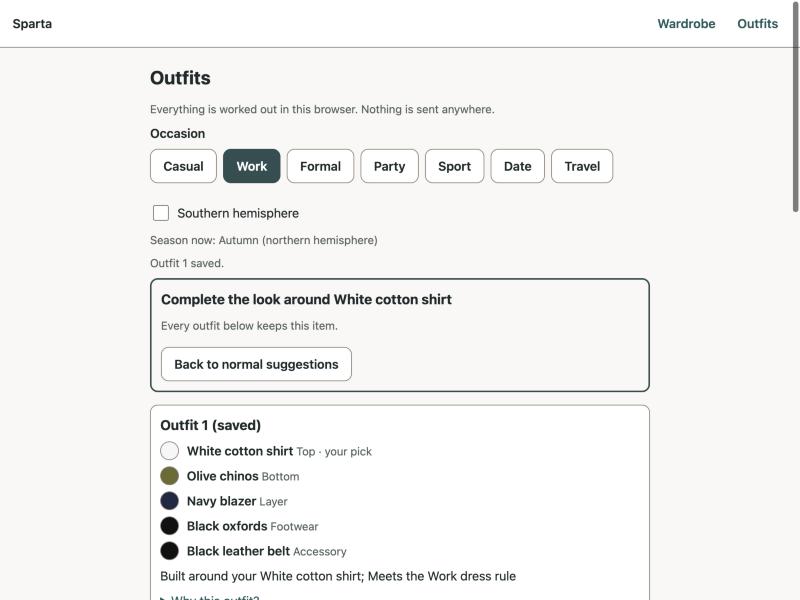 Sparta
Wardrobe Outfits
Outfits
Everything is worked out in this browser. Nothing is sent anywhere.
Occasion
Casual Work Formal Party Sport Date Travel
Southern hemisphere
Season now: Autumn (northern hemisphere)
Outfit 1 saved.
Complete the look around White cotton shirt
Every outfit below keeps this item.
Back to normal suggestions
Outfit 1 (saved)
White cotton shirt Top · your pick
Olive chinos Bottom
Navy blazer Layer
Black oxfords Footwear
Black leather belt Accessory
Built around your White cotton shirt; Meets the Work dress rule
Why this outfit?